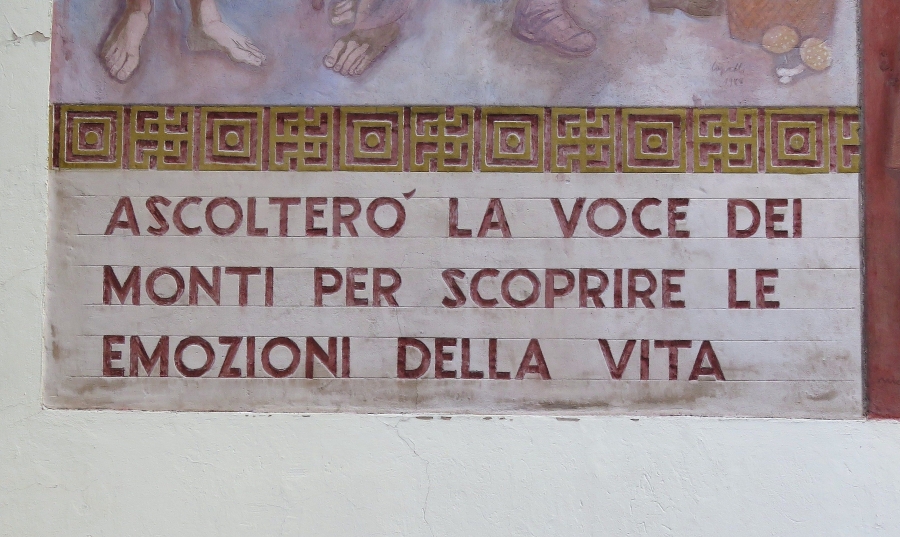 ASCOLTERO´ LA VOCE DEI
MONTI PER SCOPRIRE LE
EMOZIONI DELLA VITA